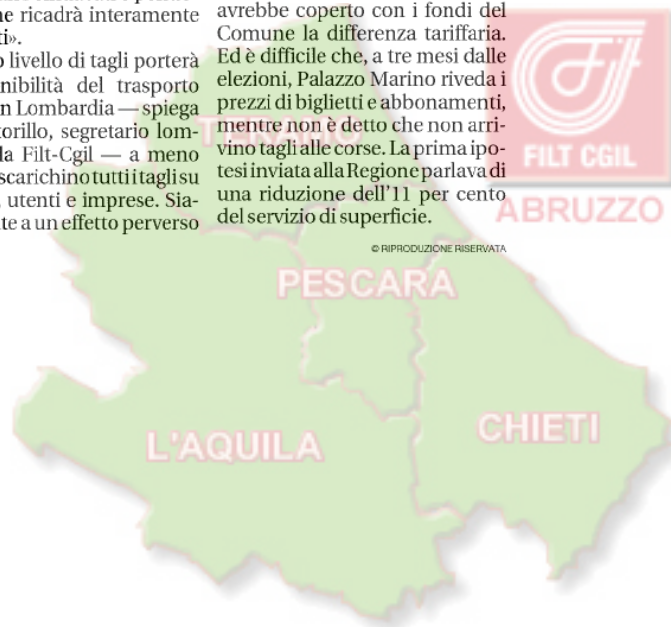 ne ricadrà interamente
ti».
o livello di tagli porterà
nibilità del trasporto
n Lombardia — spiega
torillo, segretario lom-
la Filt-Cgil — a meno
scarichino tutti i tagli su
utenti e imprese. Sia-
te a un effetto perverso
avrebbe coperto con i fondi del
Comune la differenza tariffaria.
Ed è difficile che, a tre mesi dalle
elezioni, Palazzo Marino riveda i
prezzi di biglietti e abbonamenti,
mentre non è detto che non arri-
vino tagli alle corse. La prima ipo-
tesi inviata alla Regione parlava di
una riduzione dell'11 per cento
del servizio di superficie.
© RIPRODUZIONE RISERVATA
FILT CGIL
ABRUZZO
TERAMO
PESCARA
L'AQUILA
CHIETI